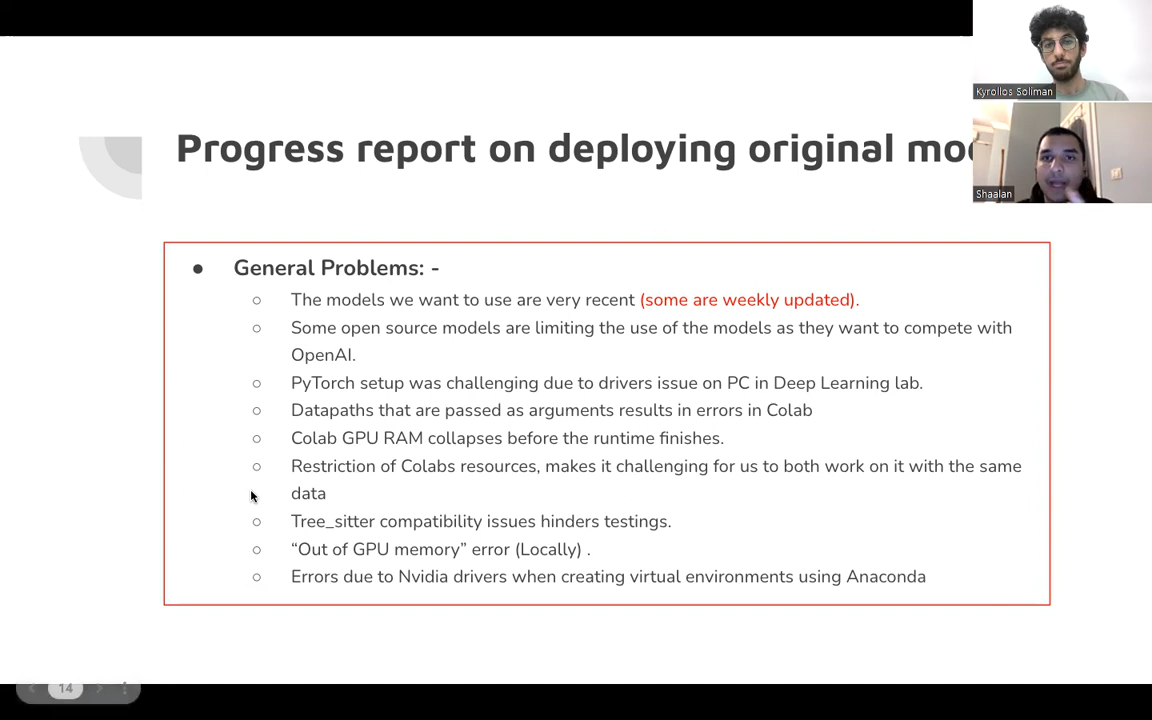 Kyrollos Soliman
Progress report on deploying original
Shaalan
● General Problems: -
○ The models we want to use are very recent (some are weekly updated).
○ Some open source models are limiting the use of the models as they want to compete with
OpenAI.
○ PyTorch setup was challenging due to drivers issue on PC in Deep Learning lab.
○ Datapaths that are passed as arguments results in errors in Colab
○ Colab GPU RAM collapses before the runtime finishes.
○ Restriction of Colabs resources, makes it challenging for us to both work on it with the same
data
○ Tree_sitter compatibility issues hinders testings.
○ “Out of GPU memory” error (Locally) .
○ Errors due to Nvidia drivers when creating virtual environments using Anaconda
14